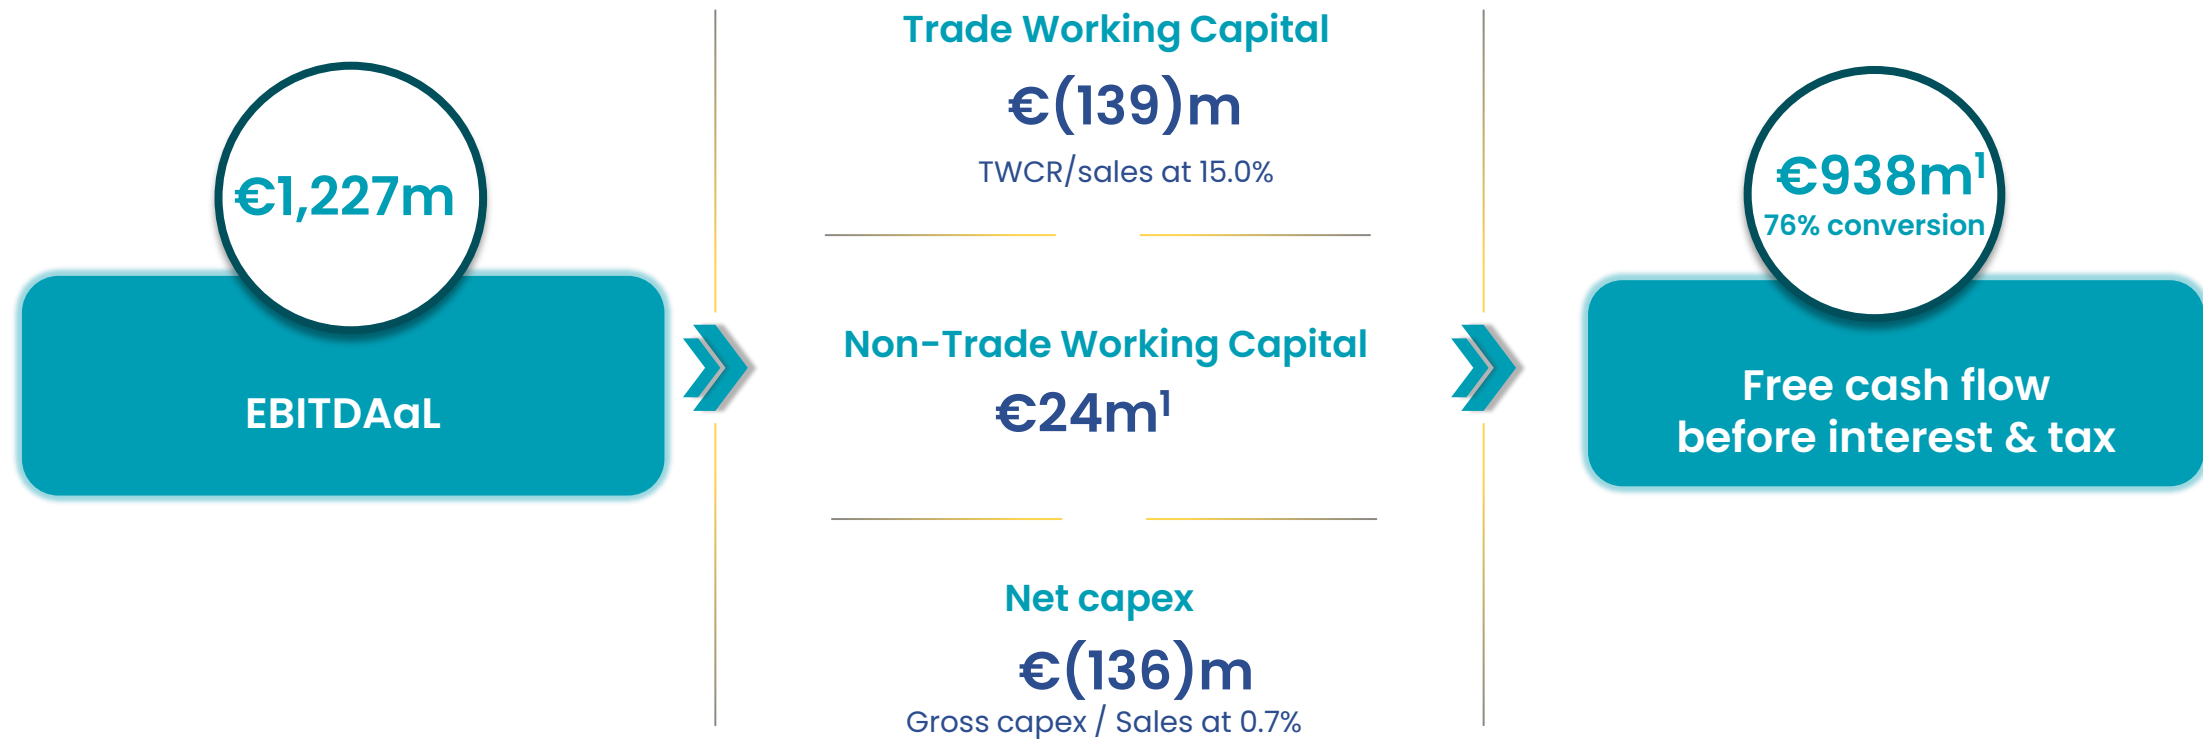 €1,227m
EBITDAaL
Trade Working Capital
€(139)m
TWCR/sales at 15.0%
Non-Trade Working Capital
€24m¹
Net capex
€(136)m
Gross capex / Sales at 0.7%
€938m¹
76% conversion
Free cash flow
before interest & tax